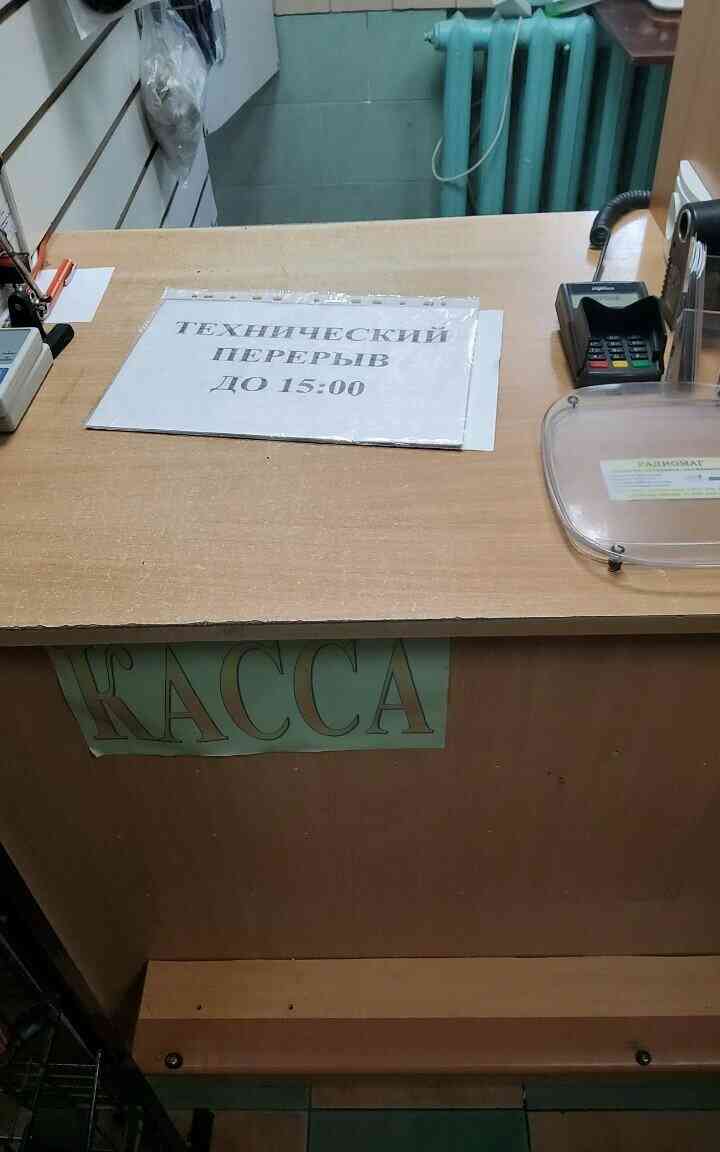 ТЕХНИЧЕСКИЙ
ПЕРЕРЫВ
ДО 15:00
РАДИОМАГ
КАССА